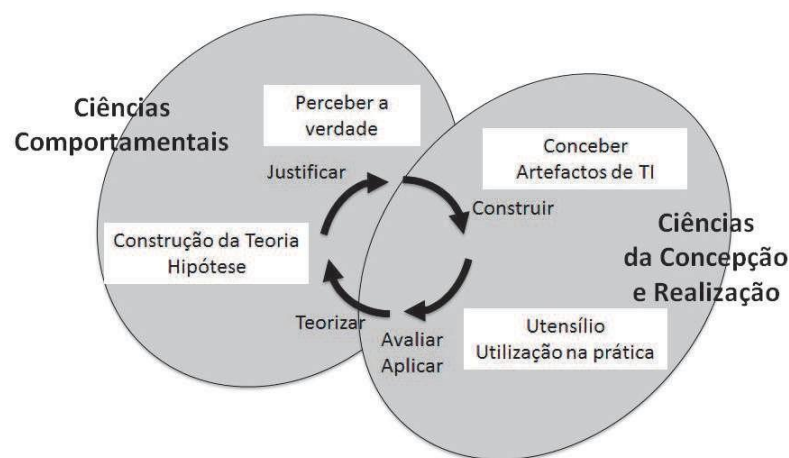 Ciências
Comportamentais
Perceber a
verdade
Justificar
Construção da Teoria
Hipótese
Teorizar
Conceber
Artefactos de TI
Construir
Ciências
da Concepção
e Realização
Utensílio
Utilização na prática
Avaliar
Aplicar